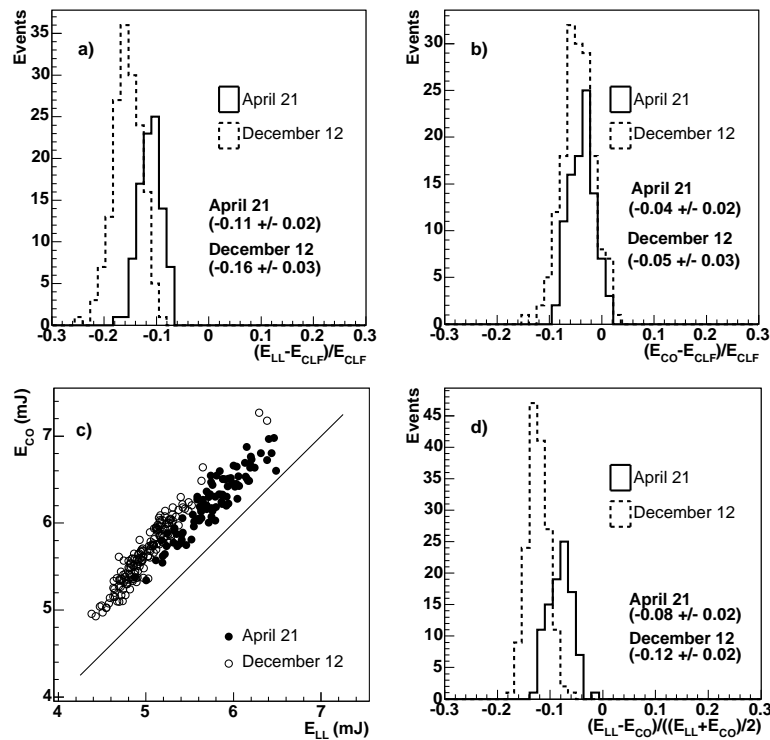 Events
35
30
25
20
15
10
5
0
a)
April 21
December 12
April 21
(-0.11 +/- 0.02)
December 12
(-0.16 +/- 0.03)
-0.3 -0.2 -0.1 0 0.1 0.2 0.3
(E_LL-E_CLF)/E_CLF
Events
30
25
20
15
10
5
0
b)
April 21
December 12
April 21
(-0.04 +/- 0.02)
December 12
(-0.05 +/- 0.03)
-0.3 -0.2 -0.1 0 0.1 0.2 0.3
(E_CO-E_CLF)/E_CLF
E_CO (mJ)
7
6
5
4
c)
April 21
December 12
4 5 6 7
E_LL (mJ)
Events
45
40
35
30
25
20
15
10
5
0
d)
April 21
December 12
April 21
(-0.08 +/- 0.02)
December 12
(-0.12 +/- 0.02)
-0.3 -0.2 -0.1 0 0.1 0.2 0.3
(E_LL-E_CO)/((E_LL+E_CO)/2)